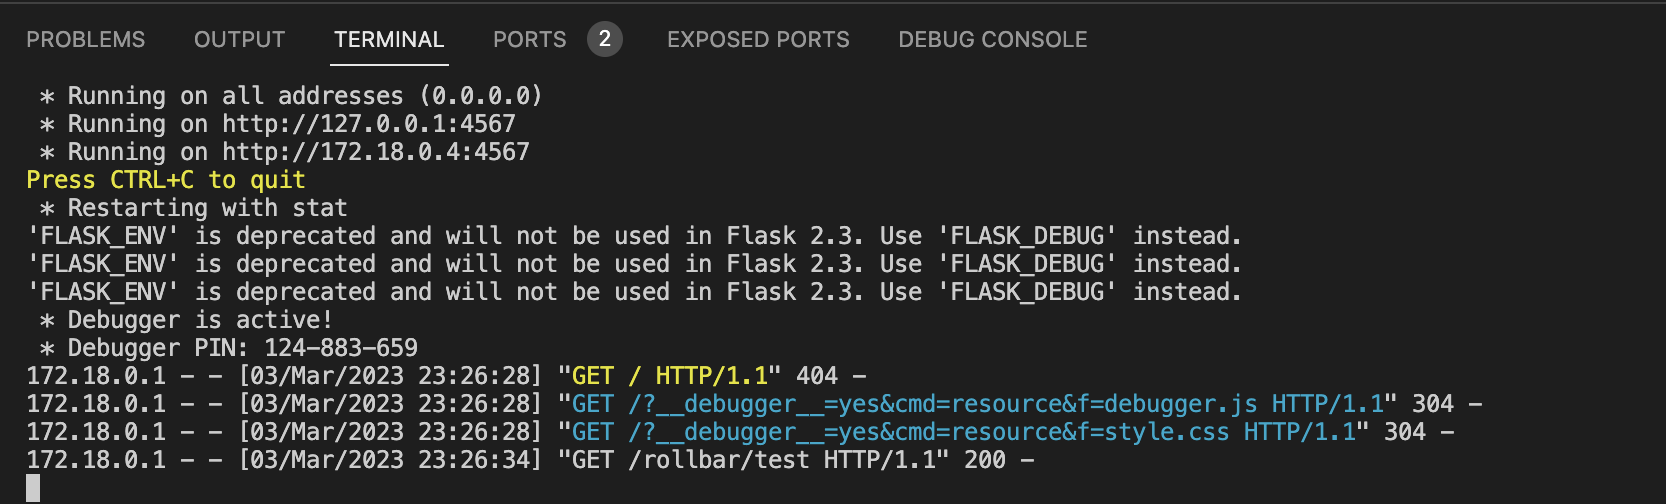 PROBLEMS OUTPUT TERMINAL PORTS 2 EXPOSED PORTS DEBUG CONSOLE
 * Running on all addresses (0.0.0.0)
 * Running on http://127.0.0.1:4567
 * Running on http://172.18.0.4:4567
Press CTRL+C to quit
 * Restarting with stat
'FLASK_ENV' is deprecated and will not be used in Flask 2.3. Use 'FLASK_DEBUG' instead.
'FLASK_ENV' is deprecated and will not be used in Flask 2.3. Use 'FLASK_DEBUG' instead.
'FLASK_ENV' is deprecated and will not be used in Flask 2.3. Use 'FLASK_DEBUG' instead.
 * Debugger is active!
 * Debugger PIN: 124-883-659
172.18.0.1 - - [03/Mar/2023 23:26:28] "GET / HTTP/1.1" 404 -
172.18.0.1 - - [03/Mar/2023 23:26:28] "GET /?__debugger__=yes&cmd=resource&f=debugger.js HTTP/1.1" 304 -
172.18.0.1 - - [03/Mar/2023 23:26:28] "GET /?__debugger__=yes&cmd=resource&f=style.css HTTP/1.1" 304 -
172.18.0.1 - - [03/Mar/2023 23:26:34] "GET /rollbar/test HTTP/1.1" 200 -